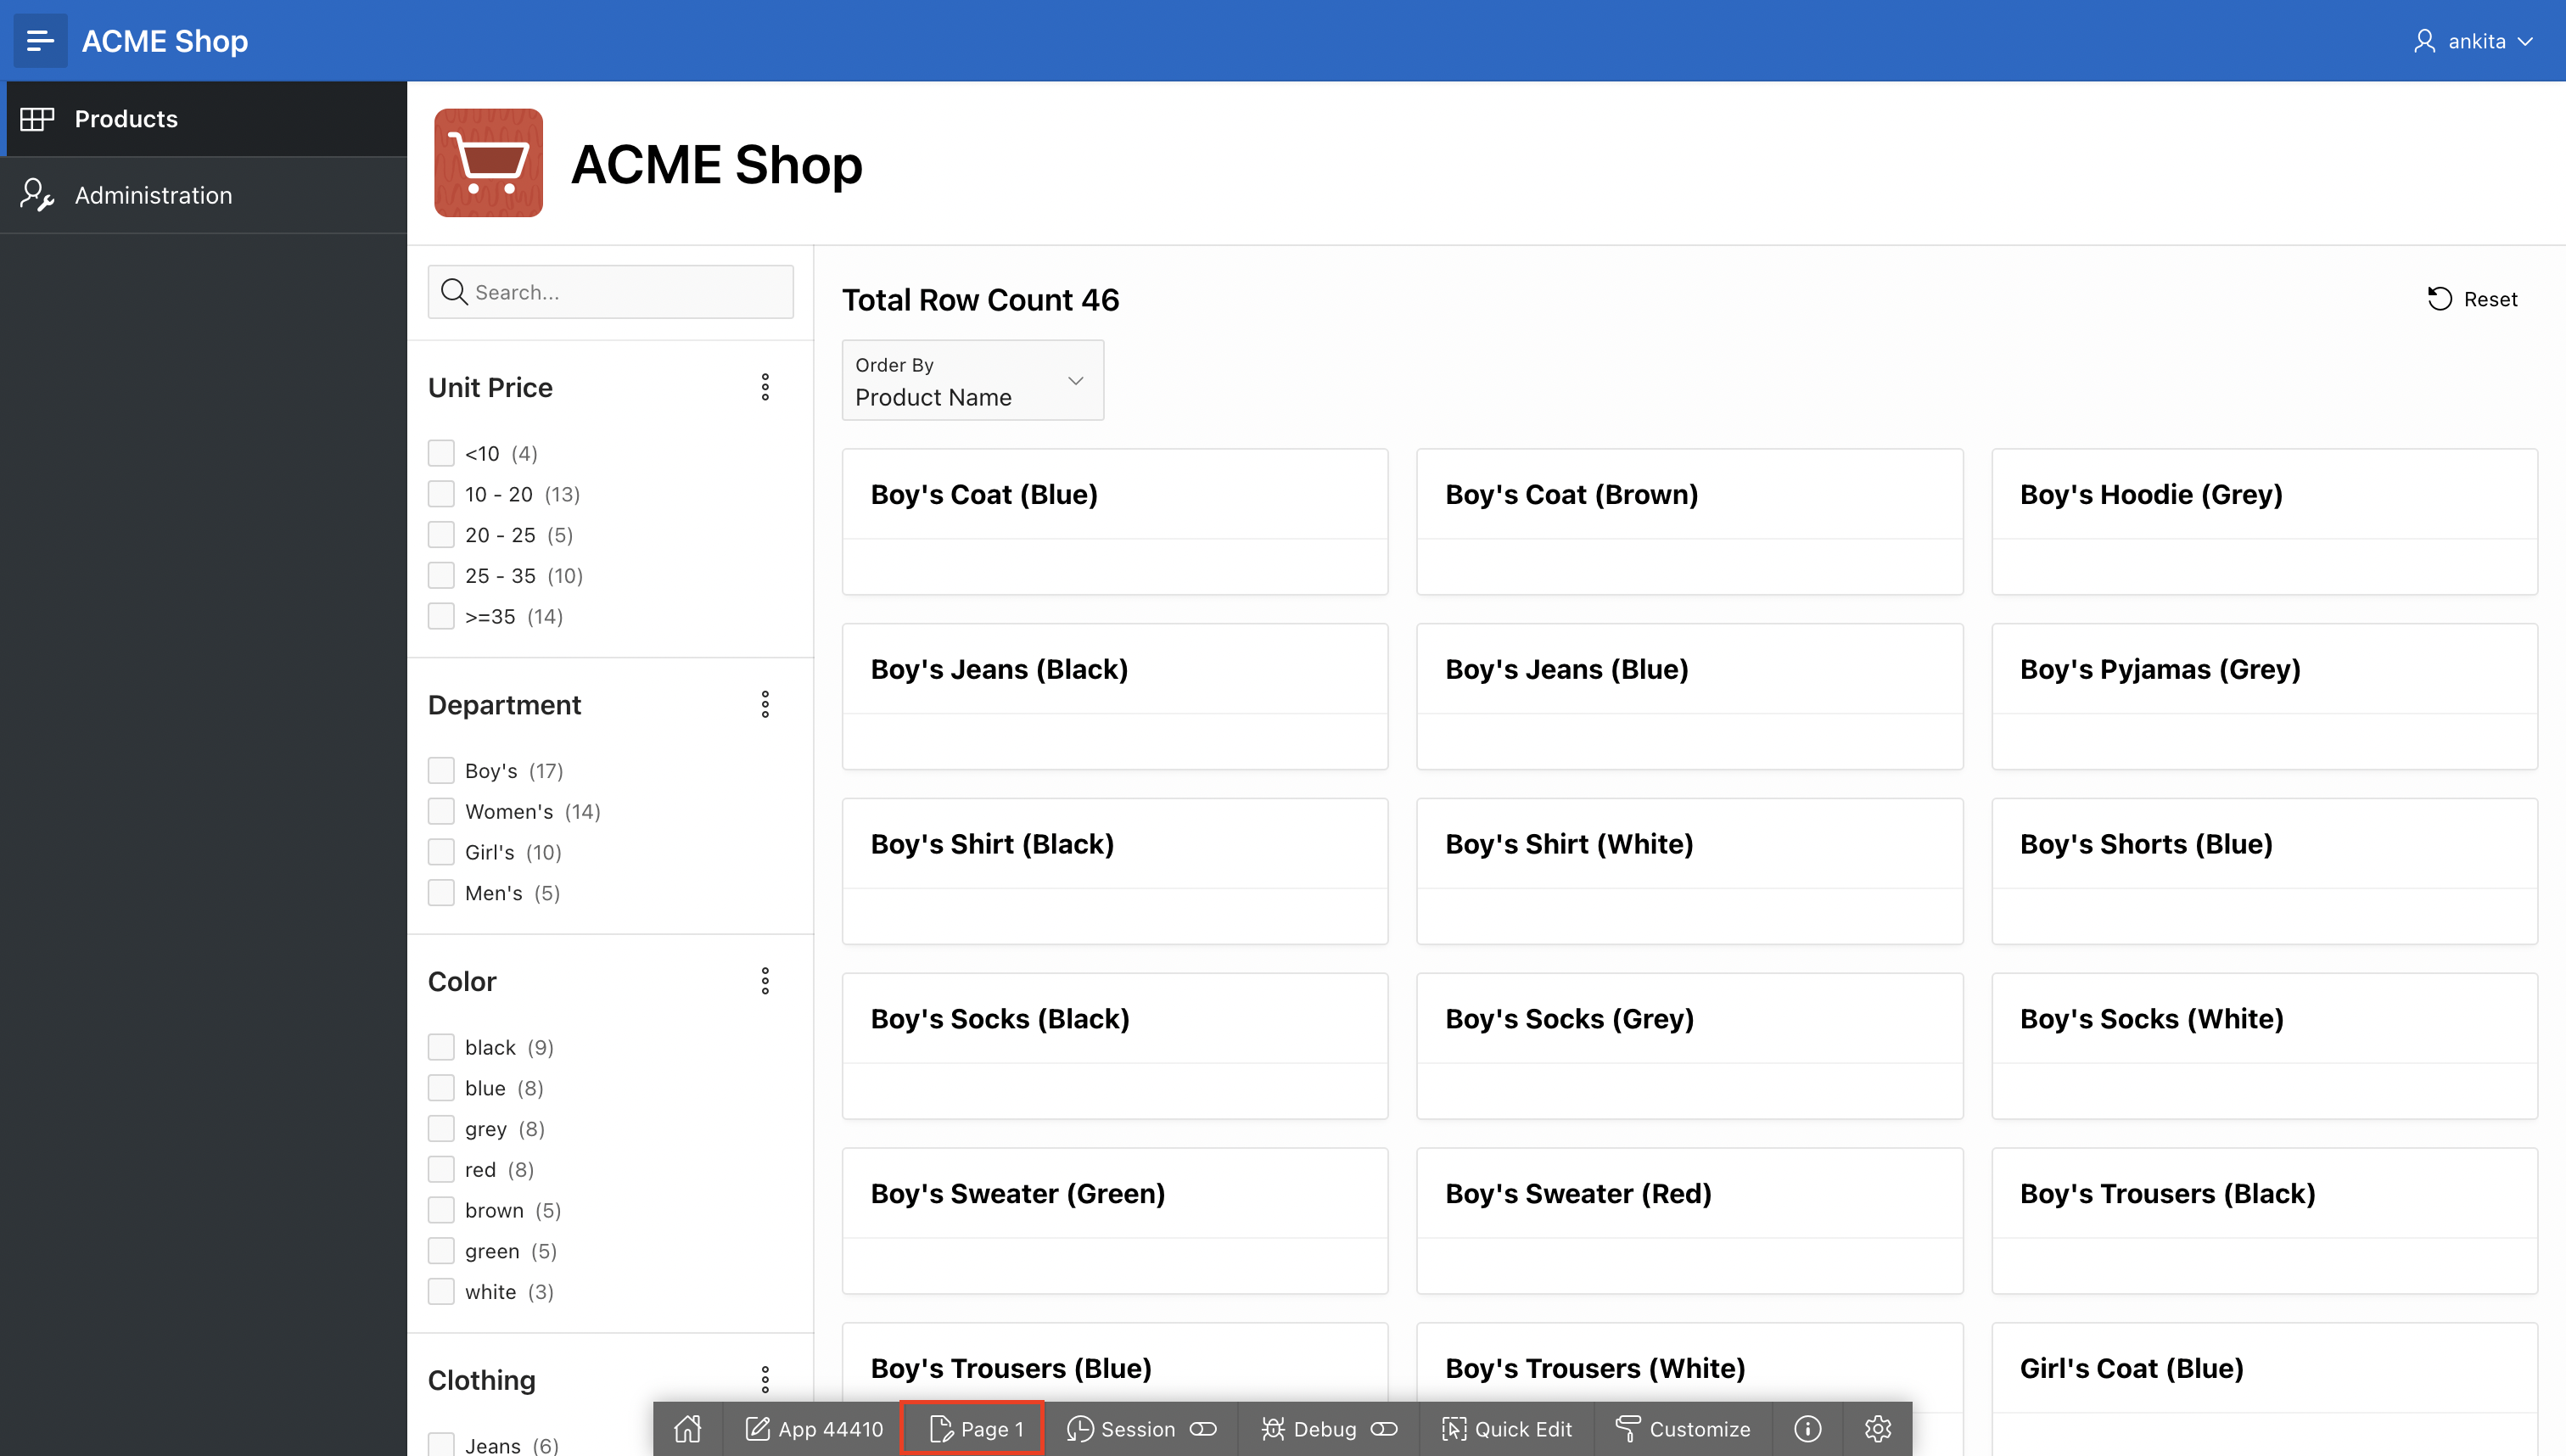 ACME Shop
ankita
Products
Administration
ACME Shop
Search...
Unit Price
<10 (4)
10 - 20 (13)
20 - 25 (5)
25 - 35 (10)
>=35 (14)
Department
Boy's (17)
Women's (14)
Girl's (10)
Men's (5)
Color
black (9)
blue (8)
grey (8)
red (8)
brown (5)
green (5)
white (3)
Clothing
Jeans (6)
Total Row Count 46
Reset
Order By
Product Name
Boy's Coat (Blue)
Boy's Coat (Brown)
Boy's Hoodie (Grey)
Boy's Jeans (Black)
Boy's Jeans (Blue)
Boy's Pyjamas (Grey)
Boy's Shirt (Black)
Boy's Shirt (White)
Boy's Shorts (Blue)
Boy's Socks (Black)
Boy's Socks (Grey)
Boy's Socks (White)
Boy's Sweater (Green)
Boy's Sweater (Red)
Boy's Trousers (Black)
Boy's Trousers (Blue)
Boy's Trousers (White)
Girl's Coat (Blue)
App 44410
Page 1
Session
Debug
Quick Edit
Customize